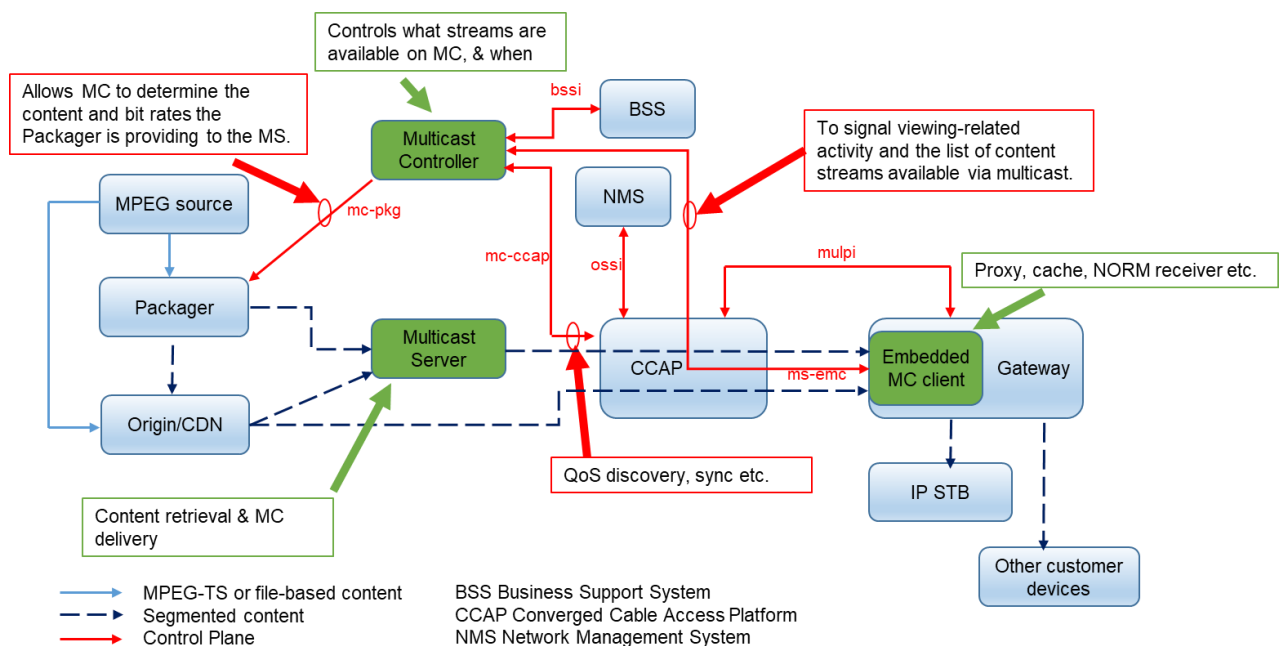 Controls what streams are
available on MC, & when
Allows MC to determine the
content and bit rates the
Packager is providing to the MS.
bssi
BSS
Multicast
Controller
To signal viewing-related
activity and the list of content
streams available via multicast.
MPEG source
mc-pkg
NMS
mc-ccap
ossi
mulpi
Proxy, cache, NORM receiver etc.
Packager
Multicast
Server
CCAP
ms-emc
Embedded
MC client
Gateway
Origin/CDN
QoS discovery, sync etc.
IP STB
Content retrieval & MC
delivery
Other customer
devices
MPEG-TS or file-based content
Segmented content
Control Plane
BSS Business Support System
CCAP Converged Cable Access Platform
NMS Network Management System